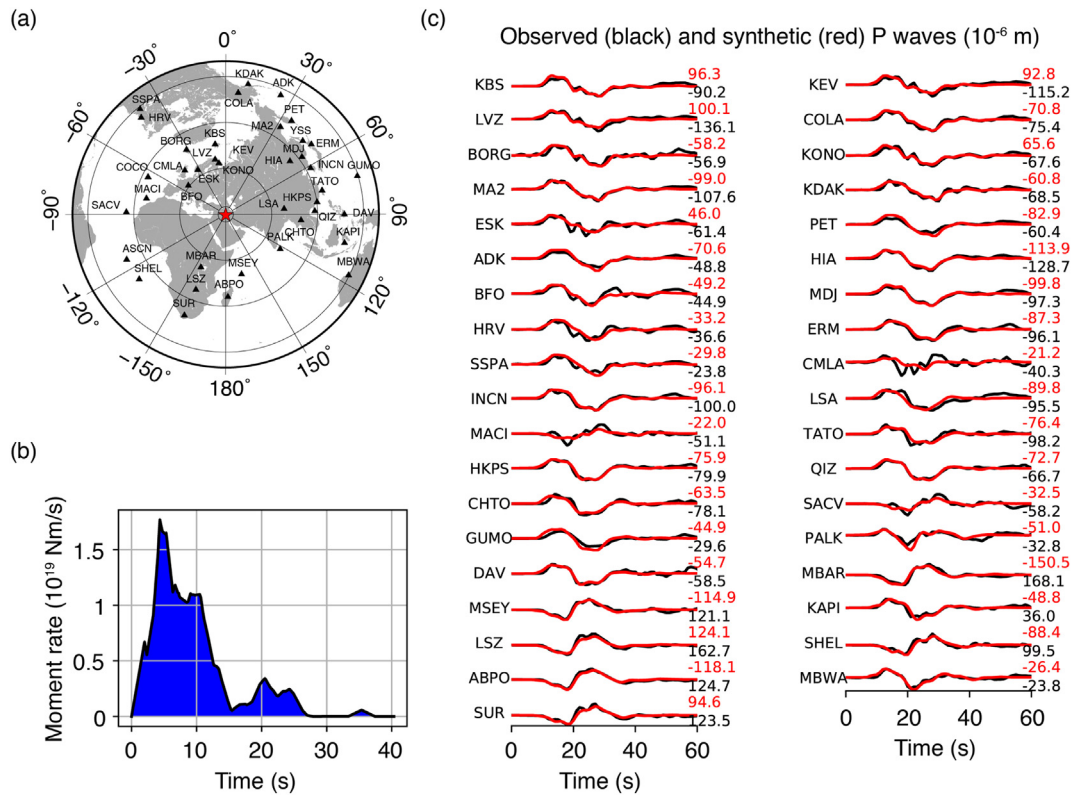 (a)
0°
30°
60°
90°
120°
150°
180°
−150°
−120°
−90°
−60°
−30°
KDAK
ADK
COLA
SSPA
HRV
PET
MA2
YSS
ERM
MDJ
KBS
BORG
LVZ
KEV
HIA
INCN GUMO
COCO CMLA
ESK
KONO
TATO
MACI
BFO
HKPS
SACV
LSA
QIZ
DAV
CHTO
KAPI
PALK
ASCN
MBAR
MSEY
MBWA
SHEL
LSZ
ABPO
SUR
(b)
Moment rate (10¹⁹ Nm/s)
1.5
1
0.5
0
0 10 20 30 40
Time (s)
(c)
Observed (black) and synthetic (red) P waves (10⁻⁶ m)
KBS 96.3 -90.2
LVZ 100.1 -136.1
BORG -58.2 -56.9
MA2 -99.0 -107.6
ESK 46.0 -61.4
ADK -70.6 -48.8
BFO -49.2 -44.9
HRV -33.2 -36.6
SSPA -29.8 -23.8
INCN -96.1 -100.0
MACI -22.0 -51.1
HKPS -75.9 -79.9
CHTO -63.5 -78.1
GUMO -44.9 -29.6
DAV -54.7 -58.5
MSEY -114.9 121.1
LSZ 124.1 162.7
ABPO -118.1 124.7
SUR 94.6 123.5
0 20 40 60
Time (s)
KEV 92.8 -115.2
COLA -70.8 -75.4
KONO 65.6 -67.6
KDAK -60.8 -68.5
PET -82.9 -60.4
HIA -113.9 -128.7
MDJ -99.8 -97.3
ERM -87.3 -96.1
CMLA -21.2 -40.3
LSA -89.8 -95.5
TATO -76.4 -98.2
QIZ -72.7 -66.7
SACV -32.5 -58.2
PALK -51.0 -32.8
MBAR -150.5 168.1
KAPI -48.8 36.0
SHEL -88.4 99.5
MBWA -26.4 -23.8
0 20 40 60
Time (s)